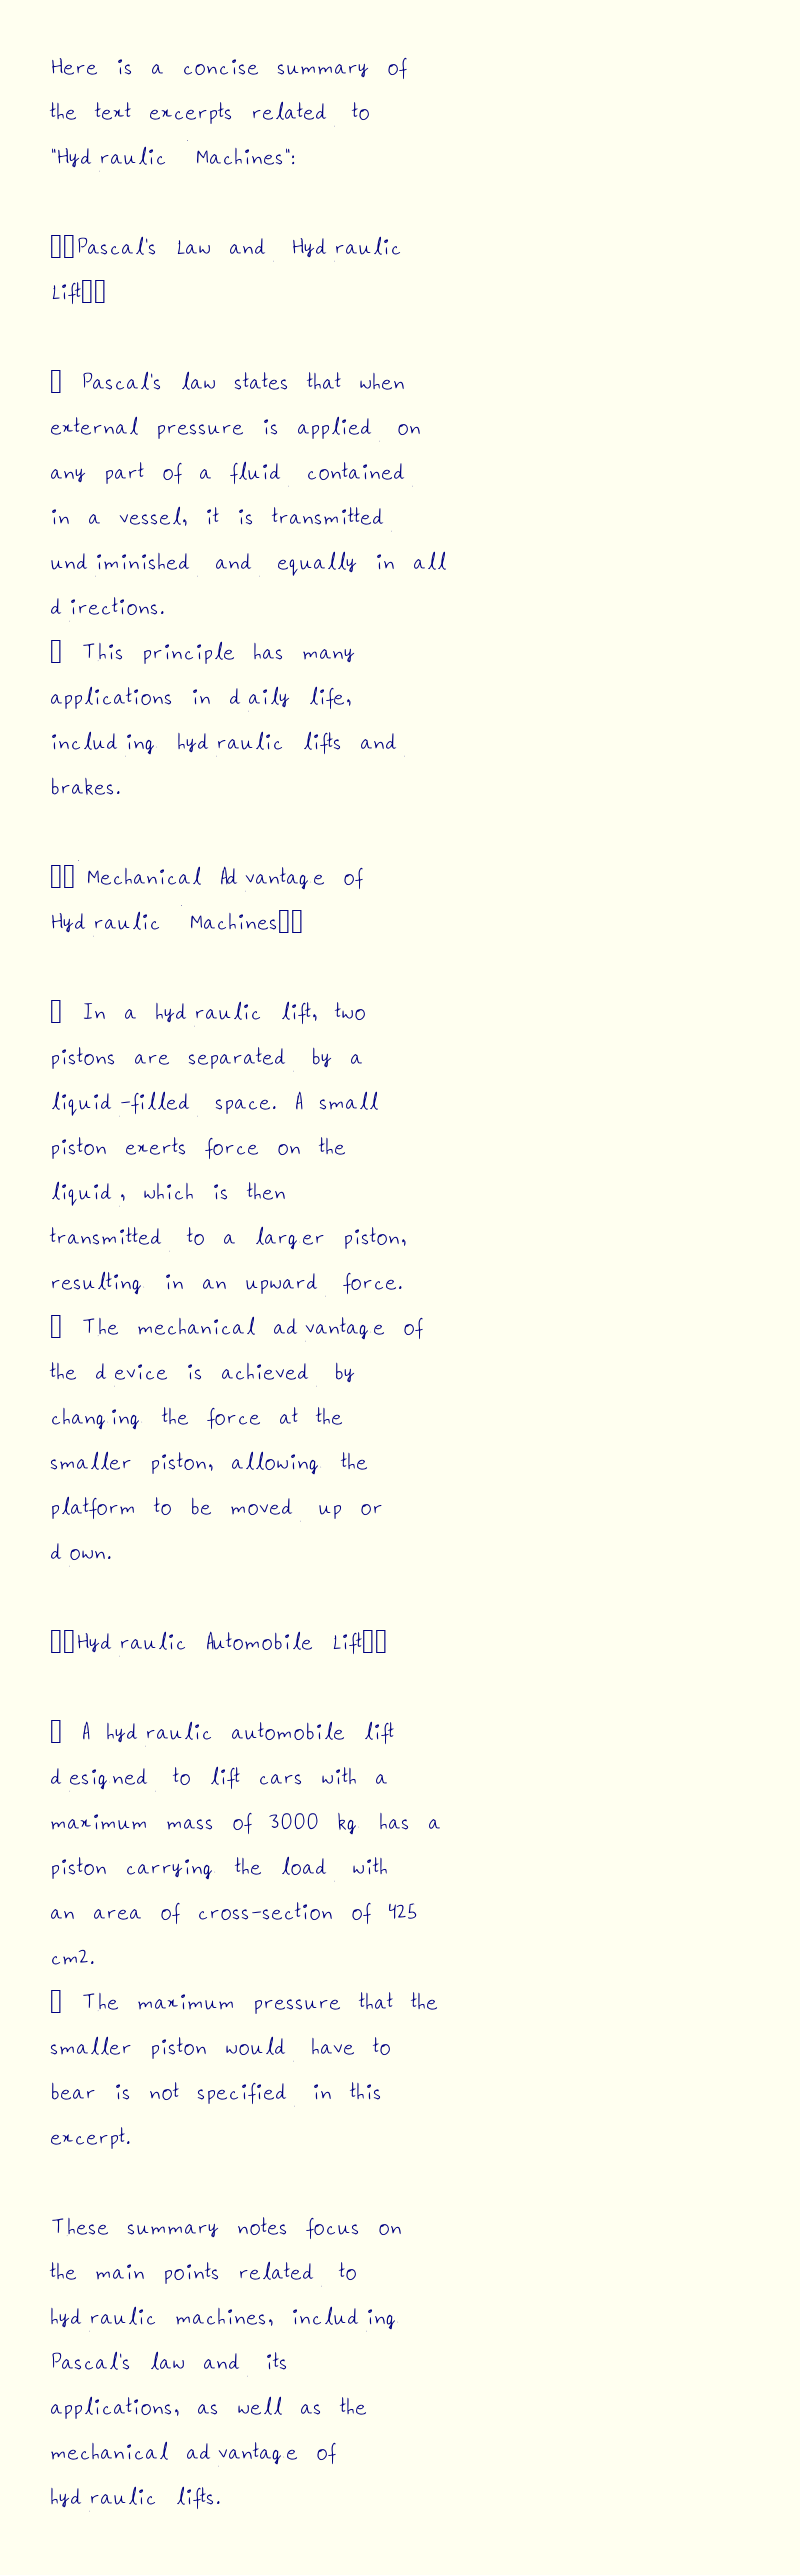 Here is a concise summary of
the text excerpts related to
"Hydraulic Machines":
▯▯Pascal's Law and Hydraulic
Lift▯▯
▯ Pascal's law states that when
external pressure is applied on
any part of a fluid contained
in a vessel, it is transmitted
undiminished and equally in all
directions.
▯ This principle has many
applications in daily life,
including hydraulic lifts and
brakes.
▯▯ Mechanical Advantage of
Hydraulic Machines▯▯
▯ In a hydraulic lift, two
pistons are separated by a
liquid-filled space. A small
piston exerts force on the
liquid, which is then
transmitted to a larger piston,
resulting in an upward force.
▯ The mechanical advantage of
the device is achieved by
changing the force at the
smaller piston, allowing the
platform to be moved up or
down.
▯▯Hydraulic Automobile Lift▯▯
▯ A hydraulic automobile lift
designed to lift cars with a
maximum mass of 3000 kg has a
piston carrying the load with
an area of cross-section of 425
cm2.
▯ The maximum pressure that the
smaller piston would have to
bear is not specified in this
excerpt.
These summary notes focus on
the main points related to
hydraulic machines, including
Pascal's law and its
applications, as well as the
mechanical advantage of
hydraulic lifts.